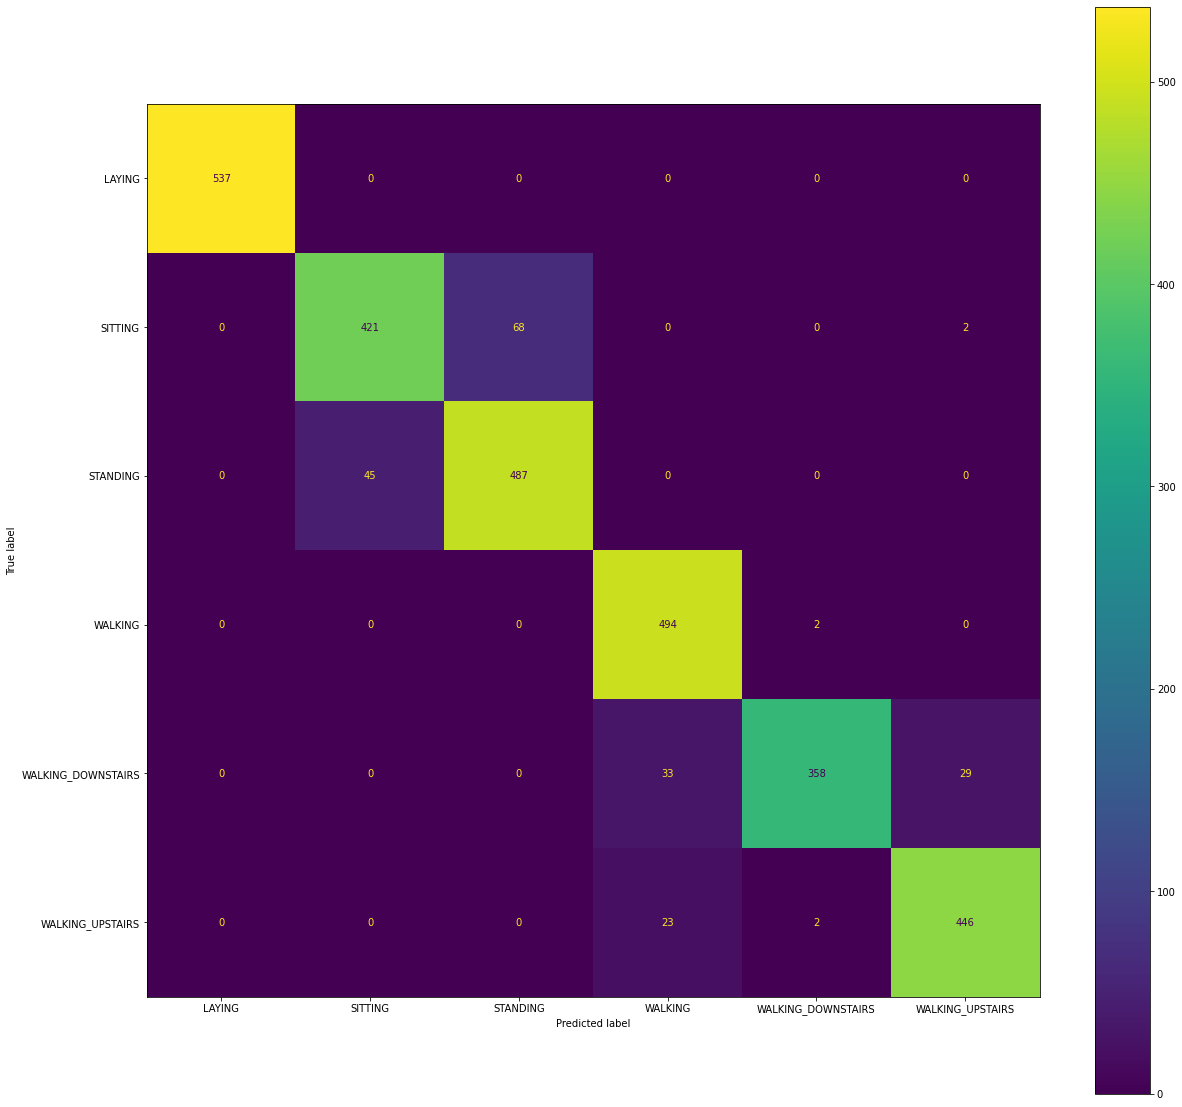 500
LAYING 537 0 0 0 0 0
400
SITTING 0 421 68 0 0 2
STANDING 0 45 487 0 0 0
300
True label
WALKING 0 0 0 494 2 0
200
WALKING_DOWNSTAIRS 0 0 0 33 358 29
100
WALKING_UPSTAIRS 0 0 0 23 2 446
LAYING SITTING STANDING WALKING WALKING_DOWNSTAIRS WALKING_UPSTAIRS
Predicted label
0